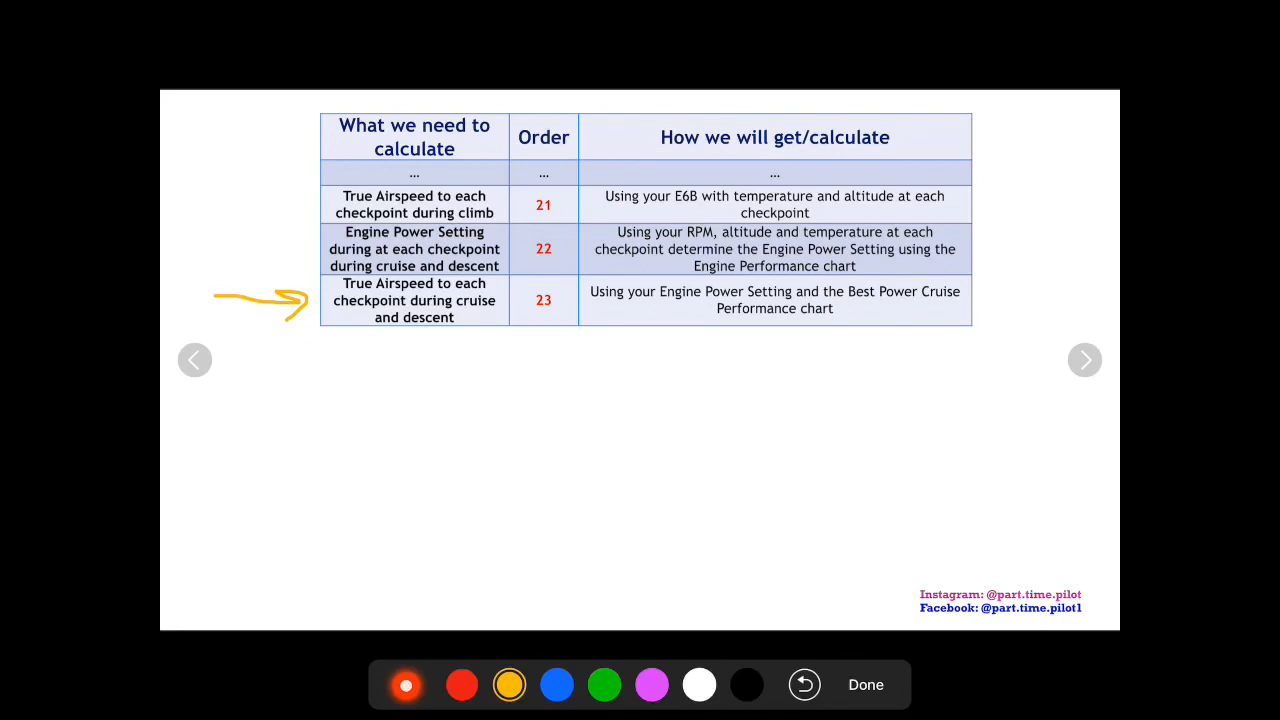 What we need to
calculate
Order
How we will get/calculate
...
...
...
True Airspeed to each
checkpoint during climb
21
Using your E6B with temperature and altitude at each
checkpoint
Engine Power Setting
during at each checkpoint
during cruise and descent
22
Using your RPM, altitude and temperature at each
checkpoint determine the Engine Power Setting using the
Engine Performance chart
True Airspeed to each
checkpoint during cruise
and descent
23
Using your Engine Power Setting and the Best Power Cruise
Performance chart
Instagram: @part.time.pilot
Facebook: @part.time.pilot1
Done